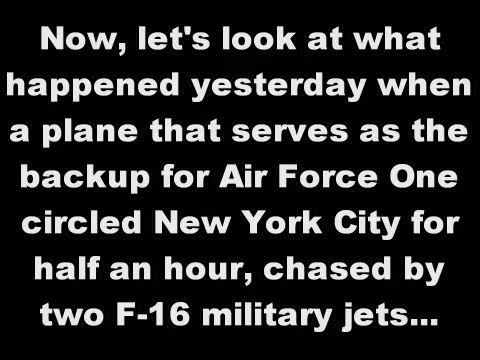 Now, let's look at what
happened yesterday when
a plane that serves as the
backup for Air Force One
circled New York City for
half an hour, chased by
two F-16 military jets...